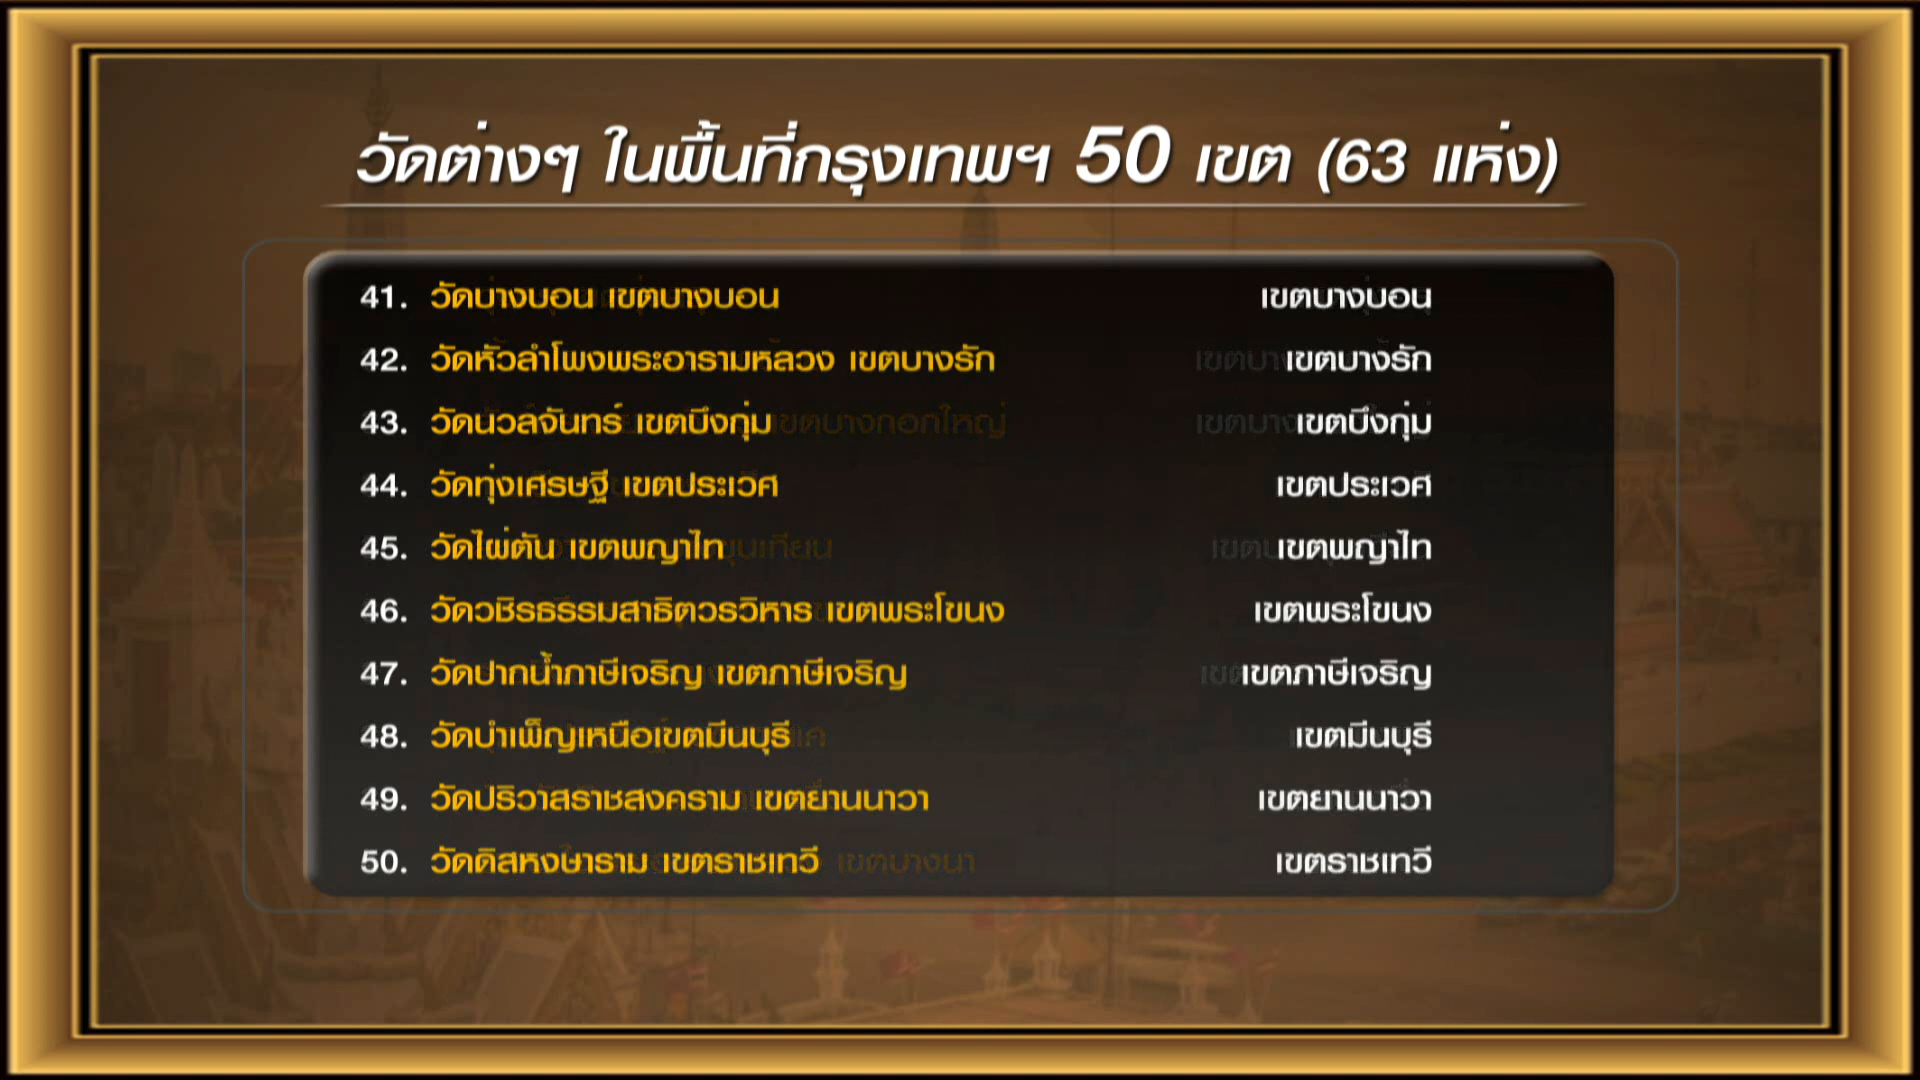 วัดต่างๆ ในพื้นที่กรุงเทพฯ 50 เขต (63 แห่ง)
41. วัดบางบอน เขตบางบอน เขตบางบอน
42. วัดหัวลำโพงพระอารามหลวง เขตบางรัก เขตบางรัก
43. วัดนวลจันทร์ เขตบึงกุ่ม เขตบึงกุ่ม
44. วัดทุ่งเศรษฐี เขตประเวศ เขตประเวศ
45. วัดไผ่ตัน เขตพญาไท เขตพญาไท
46. วัดวชิรธรรมสาธิตวรวิหาร เขตพระโขนง เขตพระโขนง
47. วัดปากน้ำภาษีเจริญ เขตภาษีเจริญ เขตภาษีเจริญ
48. วัดบำเพ็ญเหนือเขตมีนบุรี เขตมีนบุรี
49. วัดปริวาสราชสงคราม เขตยานนาวา เขตยานนาวา
50. วัดดิสหงษาราม เขตราชเทวี เขตราชเทวี